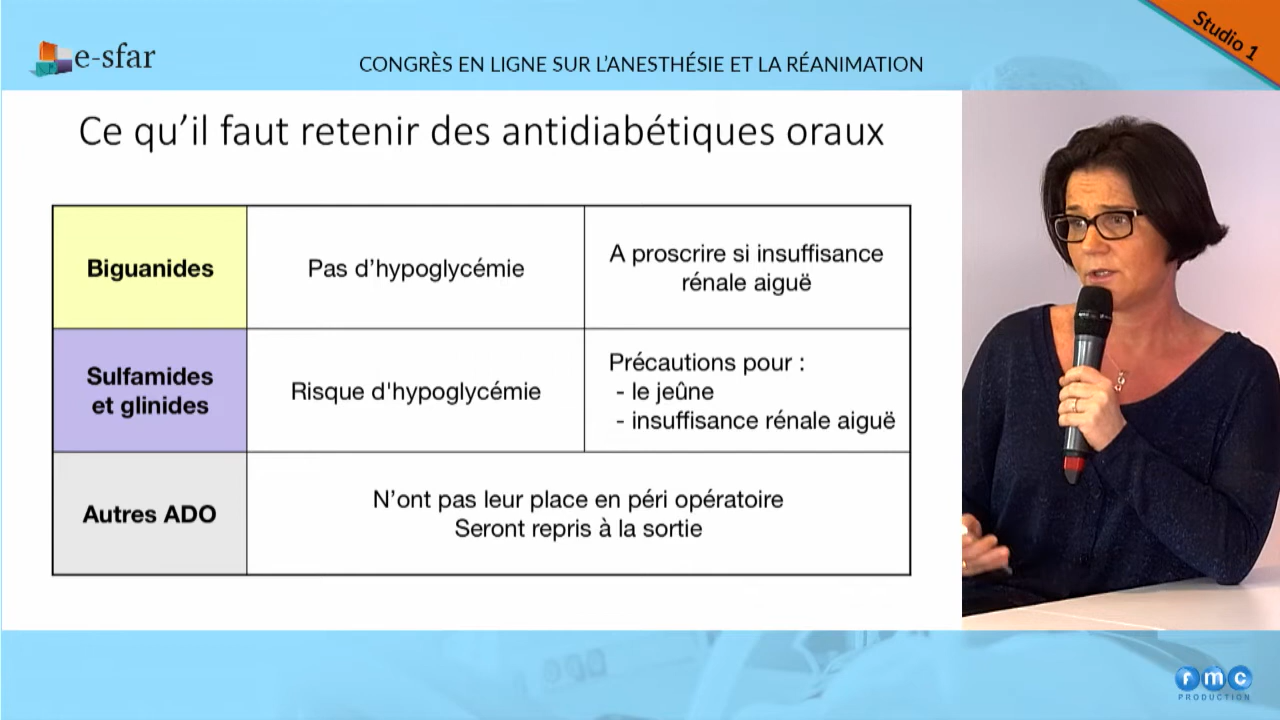 e-sfar
CONGRÈS EN LIGNE SUR L'ANESTHÉSIE ET LA RÉANIMATION
Studio 1
Ce qu'il faut retenir des antidiabétiques oraux
Biguanides
Pas d'hypoglycémie
A proscrire si insuffisance
rénale aiguë
Sulfamides
et glinides
Risque d'hypoglycémie
Précautions pour :
- le jeûne
- insuffisance rénale aiguë
Autres ADO
N'ont pas leur place en péri opératoire
Seront repris à la sortie
rmc
PRODUCTION